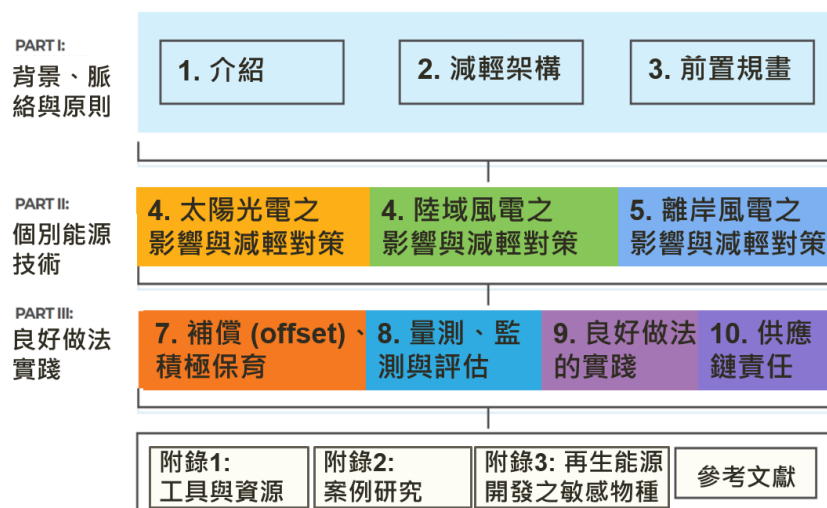 PART I:
背景、脈
絡與原則
1. 介紹
2. 減輕架構
3. 前置規畫
PART II:
個別能源
技術
4. 太陽光電之
影響與減輕對策
4. 陸域風電之
影響與減輕對策
5. 離岸風電之
影響與減輕對策
PART III:
良好做法
實踐
7. 補償 (offset)、
積極保育
8. 量測、監
測與評估
9. 良好做法
的實踐
10. 供應
鏈責任
附錄1:
工具與資源
附錄2:
案例研究
附錄3: 再生能源
開發之敏感物種
參考文獻